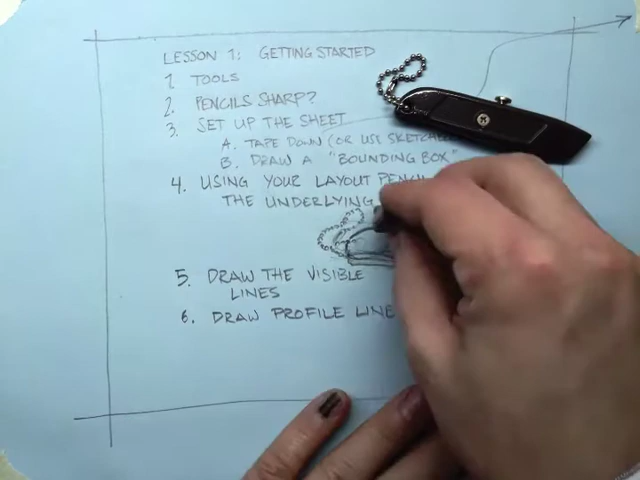 LESSON 1: GETTING STARTED
1. TOOLS
2. PENCILS SHARP?
3. SET UP THE SHEET
A. TAPE DOWN (OR USE
B. DRAW A "BOUNDING BOX"
4. USING YOUR LAYOUT
THE UNDERLYING
5. DRAW THE VISIBLE
LINES
6. DRAW PROFILE